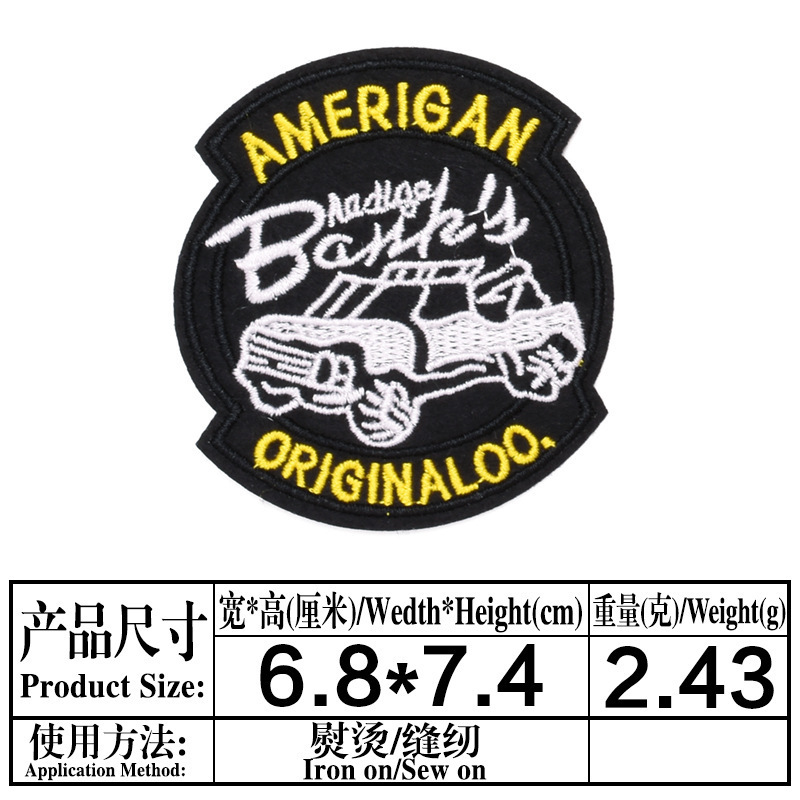 AMERIGAN
hadige
Bank's
ORIGINALOO.
产品尺寸
Product Size:
宽*高(厘米)/Wedth*Height(cm)
6.8*7.4
重量(克)/Weight(g)
2.43
使用方法:
Application Method:
熨烫/缝纫
Iron on/Sew on